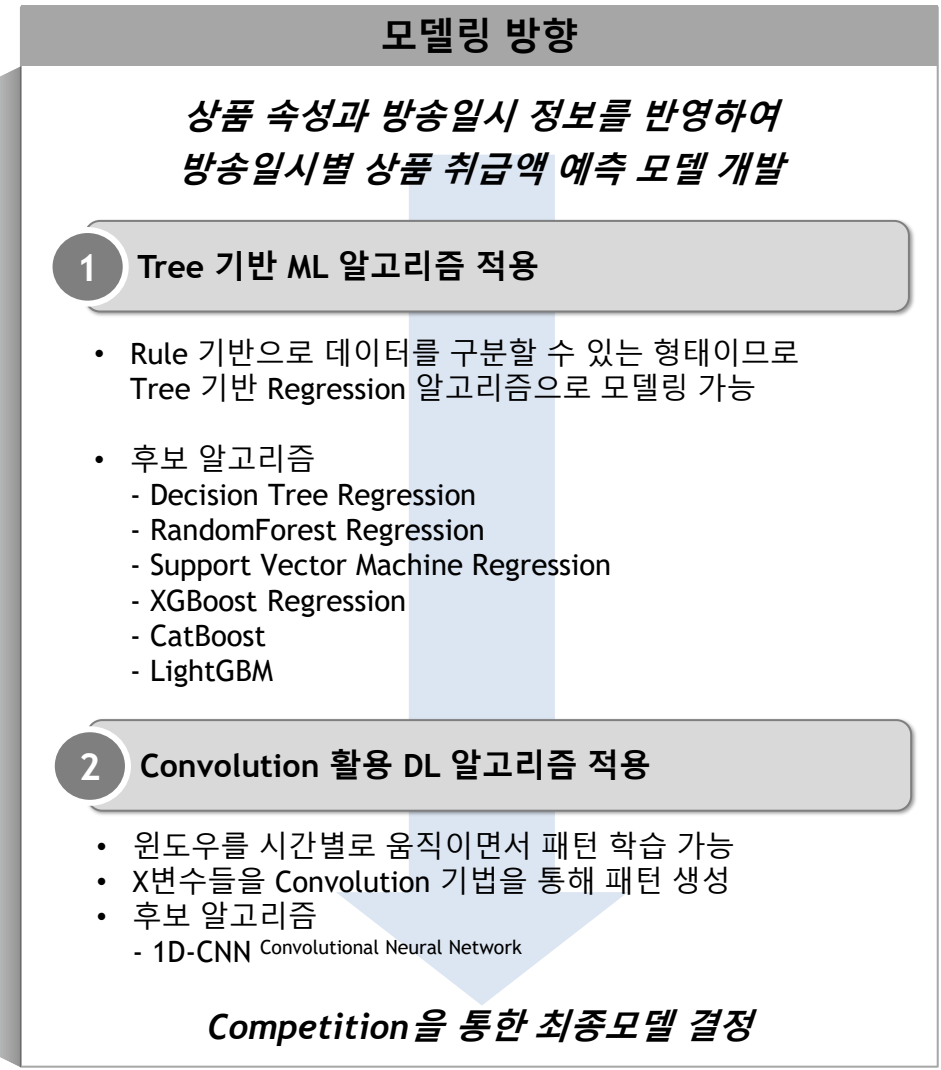 모델링 방향
상품 속성과 방송일시 정보를 반영하여
방송일시별 상품 취급액 예측 모델 개발
1 Tree 기반 ML 알고리즘 적용
• Rule 기반으로 데이터를 구분할 수 있는 형태이므로
Tree 기반 Regression 알고리즘으로 모델링 가능
• 후보 알고리즘
- Decision Tree Regression
- RandomForest Regression
- Support Vector Machine Regression
- XGBoost Regression
- CatBoost
- LightGBM
2 Convolution 활용 DL 알고리즘 적용
• 윈도우를 시간별로 움직이면서 패턴 학습 가능
• X변수들을 Convolution 기법을 통해 패턴 생성
• 후보 알고리즘
- 1D-CNN Convolutional Neural Network
Competition을 통한 최종모델 결정